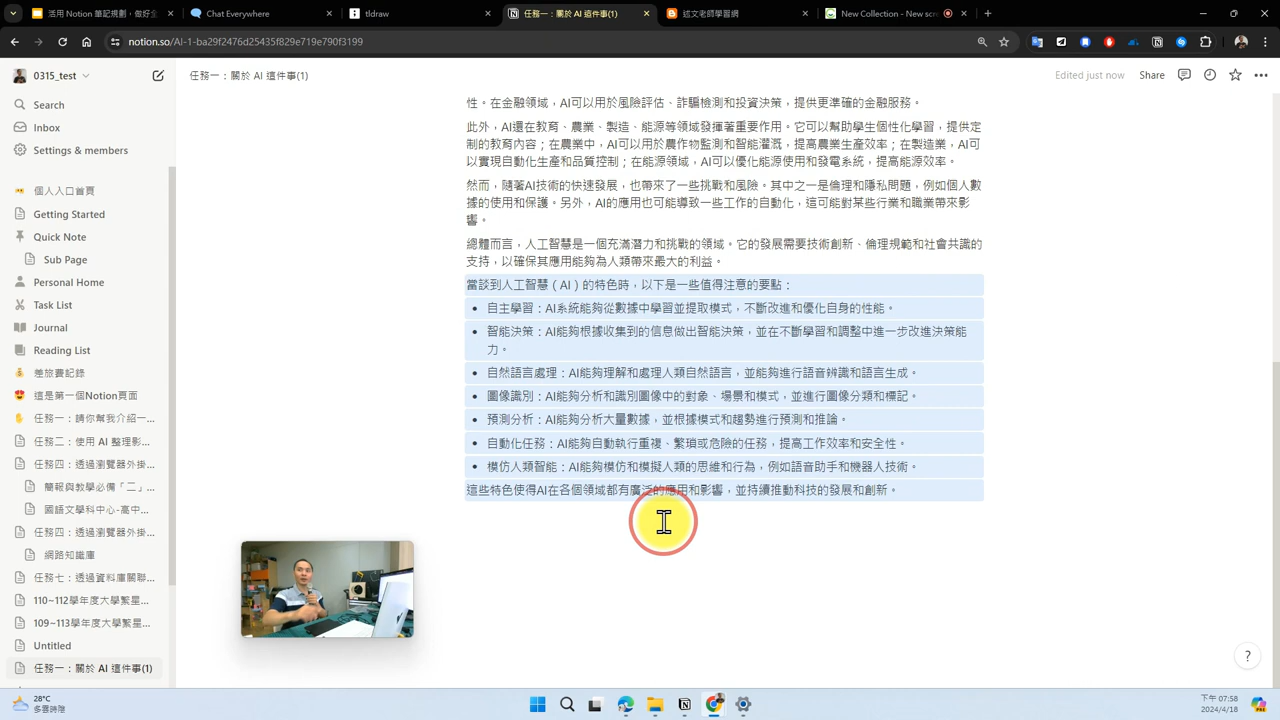 活用 Notion 筆記規劃，做好全
Chat Everywhere
tldraw
任務一：關於 AI 這件事(1)
述文老師學習網
New Collection - New scr
notion.so/AI-1-ba29f2476d25435f829e719e790f3199
0315_test
任務一：關於 AI 這件事(1)
Edited just now
Share
Search
Inbox
Settings & members
個人入口首頁
Getting Started
Quick Note
Sub Page
Personal Home
Task List
Journal
Reading List
差旅費記錄
這是第一個Notion頁面
任務一：請你幫我介紹一...
任務二：使用 AI 整理影...
任務四：透過瀏覽器外掛...
簡報與教學必備「二」...
國語文學科中心-高中...
任務四：透過瀏覽器外掛...
網路知識庫
任務七：透過資料庫關聯...
110~112學年度大學繁星...
109~113學年度大學繁星...
Untitled
任務一：關於 AI 這件事(1)
性。在金融領域，AI可以用於風險評估、詐騙檢測和投資決策，提供更準確的金融服務。
此外，AI還在教育、農業、製造、能源等領域發揮著重要作用。它可以幫助學生個性化學習，提供定
制的教育內容；在農業中，AI可以用於農作物監測和智能灌溉，提高農業生產效率；在製造業，AI可
以實現自動化生產和品質控制；在能源領域，AI可以優化能源使用和發電系統，提高能源效率。
然而，隨著AI技術的快速發展，也帶來了一些挑戰和風險。其中之一是倫理和隱私問題，例如個人數
據的使用和保護。另外，AI的應用也可能導致一些工作的自動化，這可能對某些行業和職業帶來影
響。
總體而言，人工智慧是一個充滿潛力和挑戰的領域。它的發展需要技術創新、倫理規範和社會共識的
支持，以確保其應用能夠為人類帶來最大的利益。
當談到人工智慧（AI）的特色時，以下是一些值得注意的要點：
• 自主學習：AI系統能夠從數據中學習並提取模式，不斷改進和優化自身的性能。
• 智能決策：AI能夠根據收集到的信息做出智能決策，並在不斷學習和調整中進一步改進決策能
力。
• 自然語言處理：AI能夠理解和處理人類自然語言，並能夠進行語音辨識和語言生成。
• 圖像識別：AI能夠分析和識別圖像中的對象、場景和模式，並進行圖像分類和標記。
• 預測分析：AI能夠分析大量數據，並根據模式和趨勢進行預測和推論。
• 自動化任務：AI能夠自動執行重複、繁瑣或危險的任務，提高工作效率和安全性。
• 模仿人類智能：AI能夠模仿和模擬人類的思維和行為，例如語音助手和機器人技術。
這些特色使得AI在各個領域都有廣泛的應用和影響，並持續推動科技的發展和創新。
?
28°C
多雲時陰
下午 07:58
2024/4/18